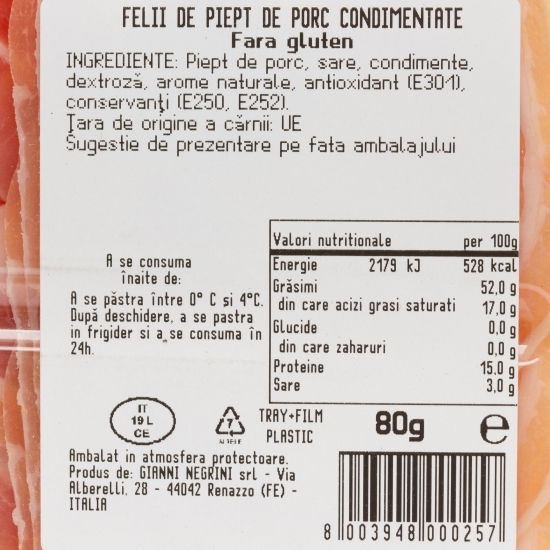 FELII DE PIEPT DE PORC CONDIMENTATE
Fara gluten
INGREDIENTE: Piept de porc, sare, condimente,
dextroză, arome naturale, antioxidant (E301),
conservanţi (E250, E252).
Ţara de origine a cărnii: UE
Sugestie de prezentare pe fata ambalajului
Valori nutritionale per 100g
Energie 2179 kJ 528 kcal
Grăsimi 52,0 g
din care acizi grasi saturati 17,0 g
Glucide 0,0 g
din care zaharuri 0,0 g
Proteine 15.0 g
Sare 3,0 g
A se consuma
înaite de:
A se păstra între 0° C si 4°C.
După deschidere, a se pastra
in frigider si a se consuma în
24h.
IT
19 L
CE
7
TRAY+FILM
PLASTIC
80g e
Ambalat in atmosfera protectoare.
Produs de: GIANNI NEGRINI srl - Via
Alberelli, 28 - 44042 Renazzo (FE) -
ITALIA
8 003948 000257